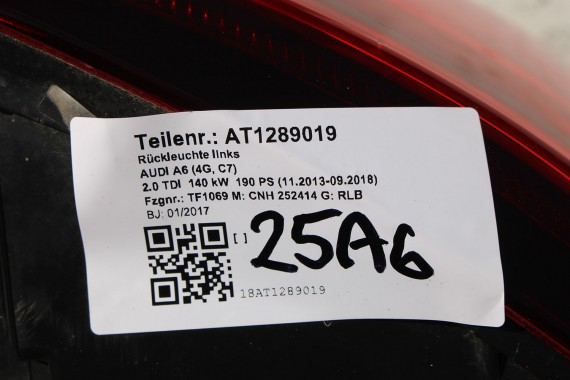 Teilenr.: AT1289019
Rückleuchte links
AUDI A6 (4G, C7)
2.0 TDI 140 kW 190 PS (11.2013-09.2018)
Fzgnr.: TF1069 M: CNH 252414 G: RLB
BJ: 01/2017
[ ] 25A6
18AT1289019